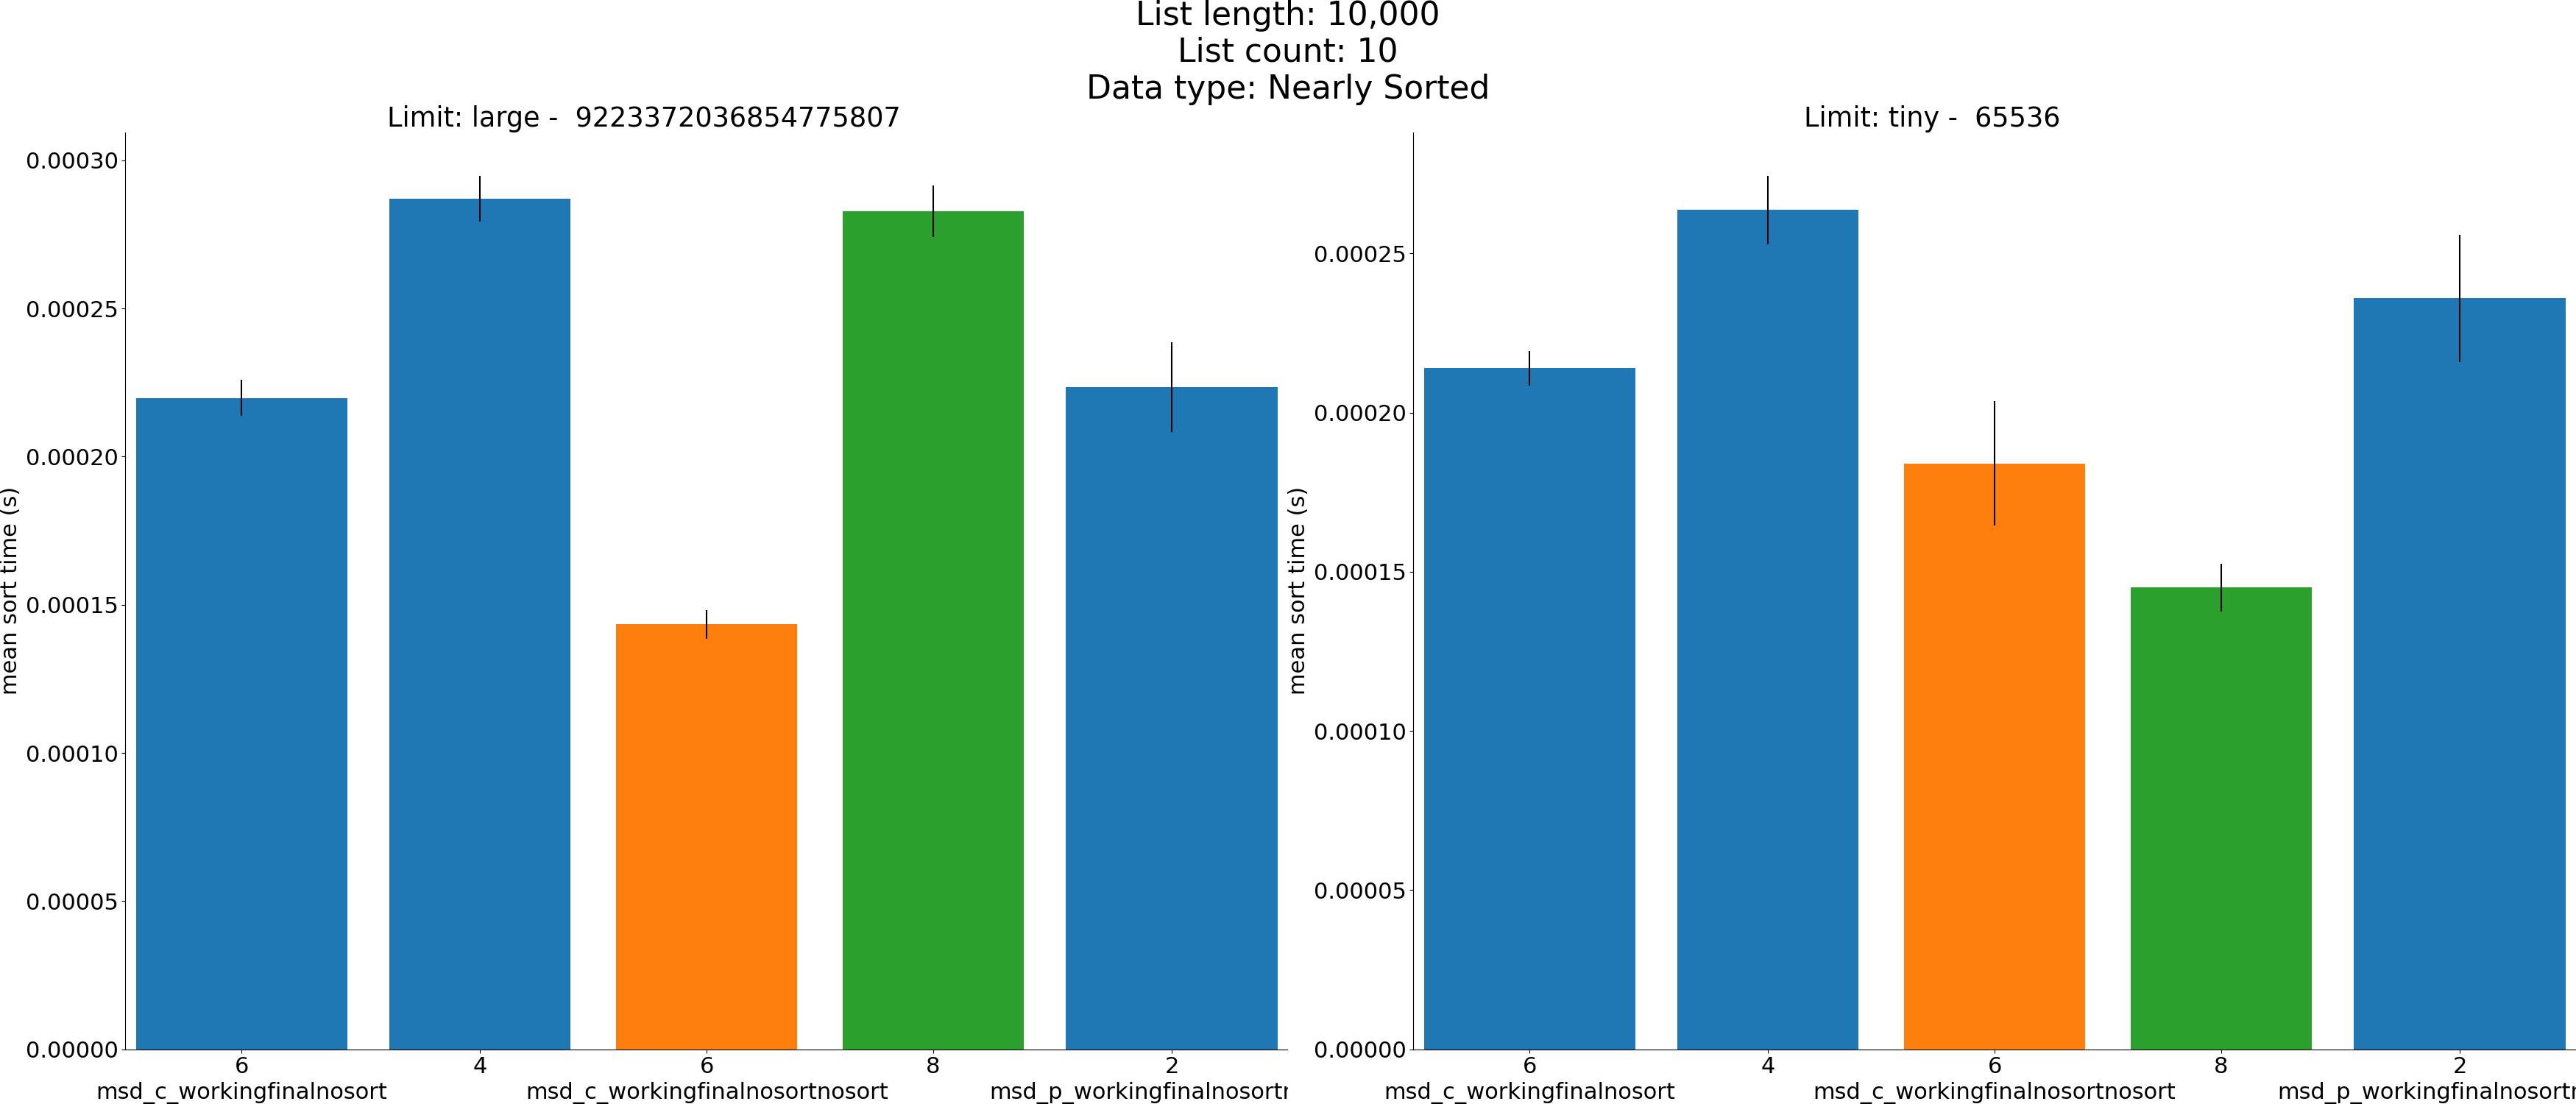 List length: 10,000
List count: 10
Data type: Nearly Sorted
Limit: large -  9223372036854775807
0.00030
0.00025
0.00020
0.00015
0.00010
0.00005
0.00000
mean sort time (s)
6
4
6
8
2
msd_c_workingfinalnosort
msd_c_workingfinalnosortnosort
Limit: tiny -  65536
0.00025
0.00020
0.00015
0.00010
0.00005
0.00000
mean sort time (s)
6
4
6
8
2
msd_c_workingfinalnosort
msd_c_workingfinalnosortnosort